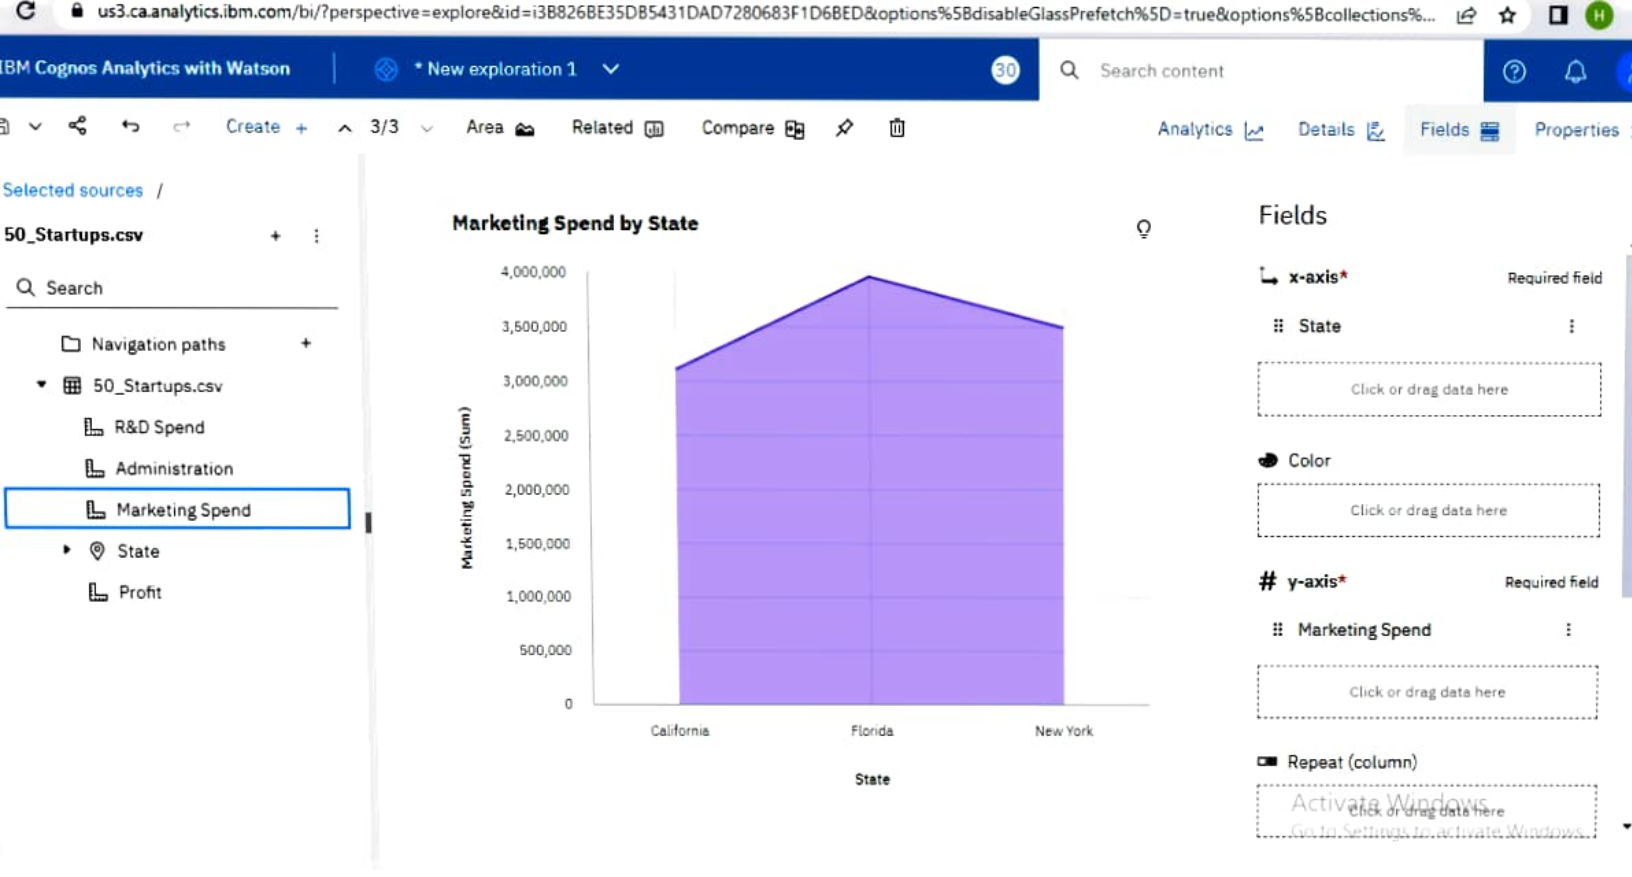 us3.ca.analytics.ibm.com/bi/?perspective=explore&id=i3B826BE35DB5431DAD7280683F1D6BED&options%5BdisableGlassPrefetch%5D=true&options%5Bcollections%...
H
IBM Cognos Analytics with Watson
* New exploration 1
30
Search content
Create +
3/3
Area
Related
Compare
Analytics
Details
Fields
Properties
Selected sources /
50_Startups.csv
Search
Navigation paths
50_Startups.csv
R&D Spend
Administration
Marketing Spend
State
Profit
Marketing Spend by State
4,000,000
3,500,000
3,000,000
2,500,000
2,000,000
1,500,000
1,000,000
500,000
0
Marketing Spend (Sum)
California
Florida
New York
State
Fields
x-axis*
Required field
State
Click or drag data here
Color
Click or drag data here
# y-axis*
Required field
Marketing Spend
Click or drag data here
Repeat (column)
Click or drag data here
Activate Windows
Go to Settings to activate Windows.